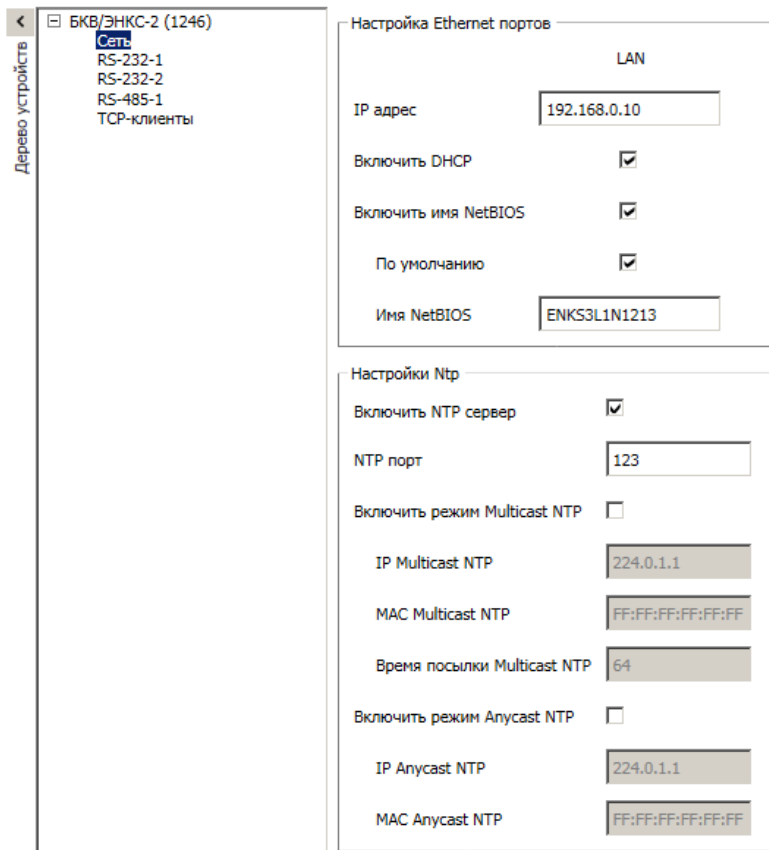 Дерево устройств
БКВ/ЭНКС-2 (1246)
Сеть
RS-232-1
RS-232-2
RS-485-1
TCP-клиенты
Настройка Ethernet портов
LAN
IP адрес 192.168.0.10
Включить DHCP
Включить имя NetBIOS
По умолчанию
Имя NetBIOS ENKS3L1N1213
Настройки Ntp
Включить NTP сервер
NTP порт 123
Включить режим Multicast NTP
IP Multicast NTP 224.0.1.1
MAC Multicast NTP FF:FF:FF:FF:FF:FF
Время посылки Multicast NTP 64
Включить режим Anycast NTP
IP Anycast NTP 224.0.1.1
MAC Anycast NTP FF:FF:FF:FF:FF:FF